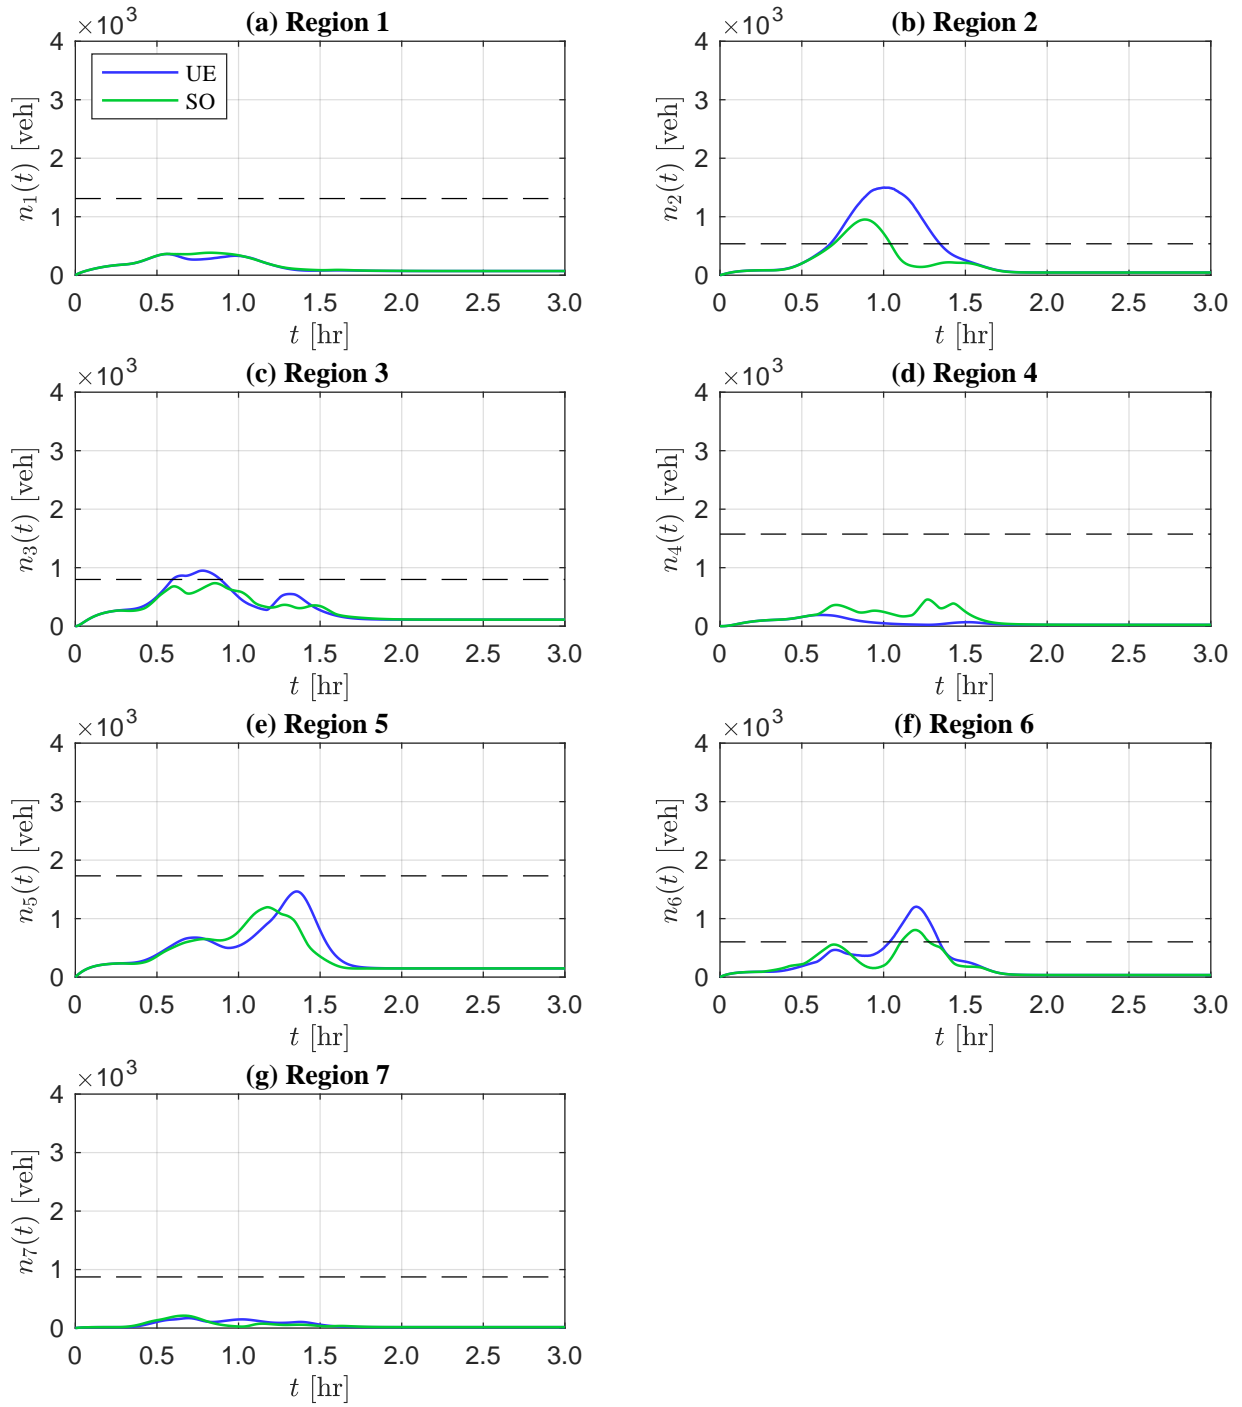 (a) Region 1
×10³
4
3
2
1
0
n₁(t) [veh]
UE
SO
0 0.5 1.0 1.5 2.0 2.5 3.0
t [hr]
(b) Region 2
×10³
4
3
2
1
0
n₂(t) [veh]
0 0.5 1.0 1.5 2.0 2.5 3.0
t [hr]
(c) Region 3
×10³
4
3
2
1
0
n₃(t) [veh]
0 0.5 1.0 1.5 2.0 2.5 3.0
t [hr]
(d) Region 4
×10³
4
3
2
1
0
n₄(t) [veh]
0 0.5 1.0 1.5 2.0 2.5 3.0
t [hr]
(e) Region 5
×10³
4
3
2
1
0
n₅(t) [veh]
0 0.5 1.0 1.5 2.0 2.5 3.0
t [hr]
(f) Region 6
×10³
4
3
2
1
0
n₆(t) [veh]
0 0.5 1.0 1.5 2.0 2.5 3.0
t [hr]
(g) Region 7
×10³
4
3
2
1
0
n₇(t) [veh]
0 0.5 1.0 1.5 2.0 2.5 3.0
t [hr]